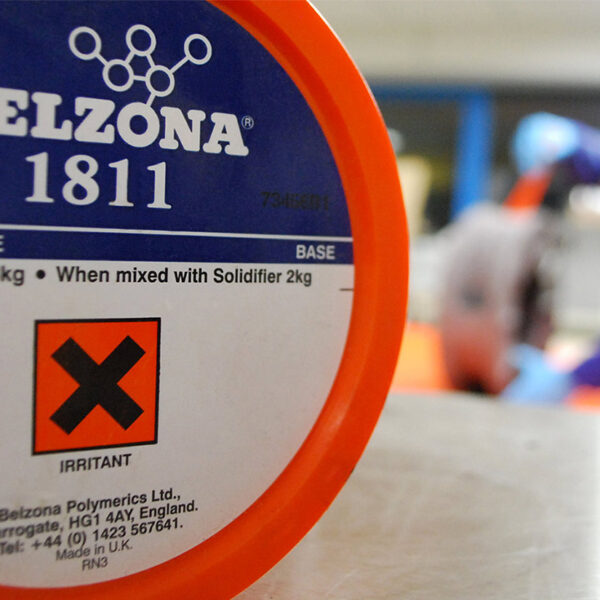 ELZONA®
1811
E BASE
kg • When mixed with Solidifier 2kg
IRRITANT
Belzona Polymerics Ltd.,
rrogate, HG1 4AY, England.
Tel: +44 (0) 1423 567641.
Made in U.K.
RN3